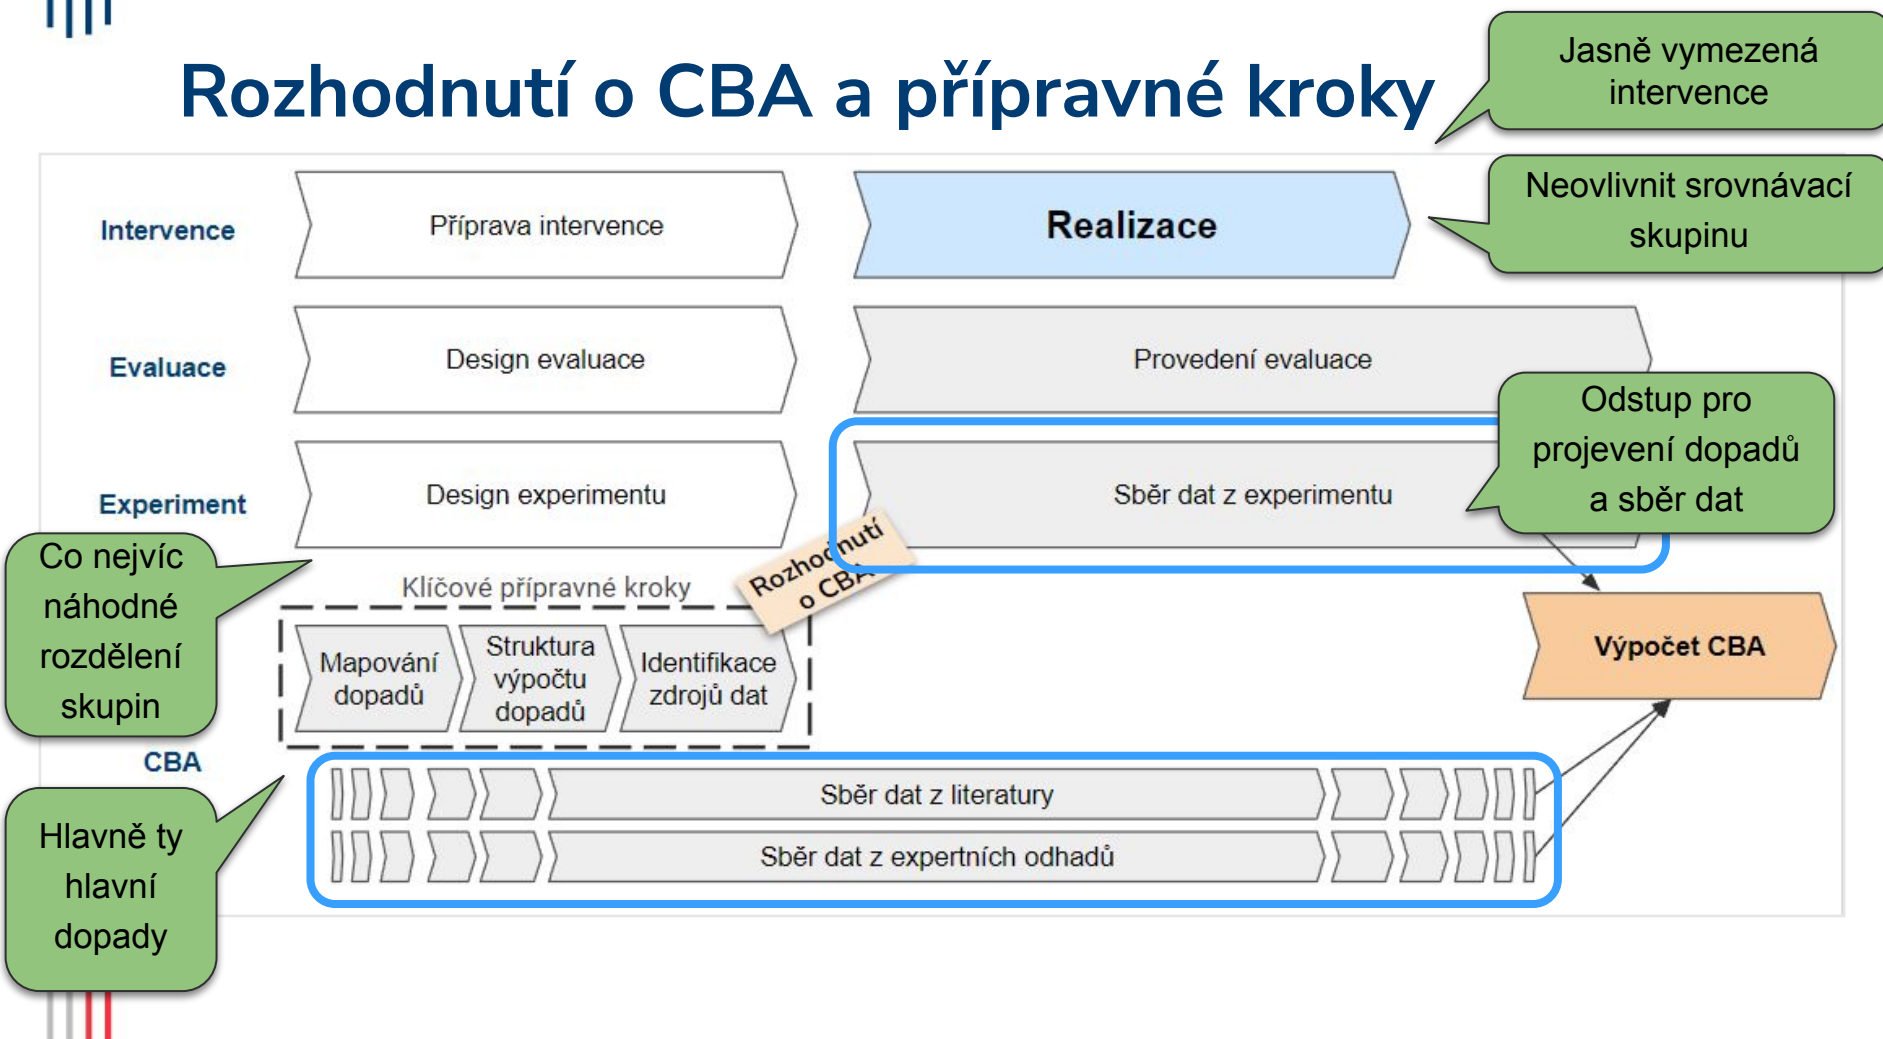 Rozhodnutí o CBA a přípravné kroky
Jasně vymezená
intervence
Neovlivnit srovnávací
skupinu
Intervence
Příprava intervence
Realizace
Evaluace
Design evaluace
Provedení evaluace
Odstup pro
projevení dopadů
a sběr dat
Experiment
Design experimentu
Sběr dat z experimentu
Co nejvíc
náhodné
rozdělení
skupin
Klíčové přípravné kroky
Rozhodnutí
o CBA
Mapování
dopadů
Struktura
výpočtu
dopadů
Identifikace
zdrojů dat
Výpočet CBA
CBA
Hlavně ty
hlavní
dopady
Sběr dat z literatury
Sběr dat z expertních odhadů